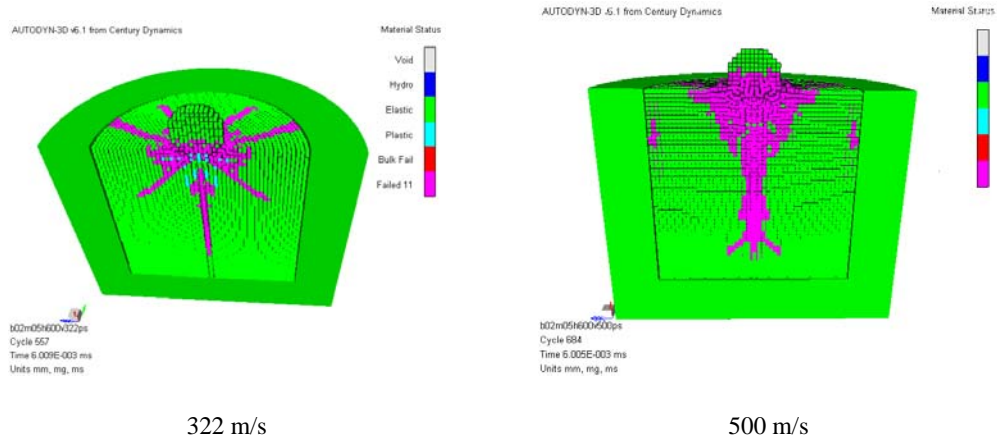 AUTODYN-3D v6.1 from Century Dynamics
Material Status
Void
Hydro
Elastic
Plastic
Bulk Fail
Failed 11
b02m05h600v322ps
Cycle 557
Time 6.009E-003 ms
Units mm, mg, ms
322 m/s
AUTODYN-3D v6.1 from Century Dynamics
Material Status
b02m05h600v500ps
Cycle 684
Time 6.005E-003 ms
Units mm, mg, ms
500 m/s